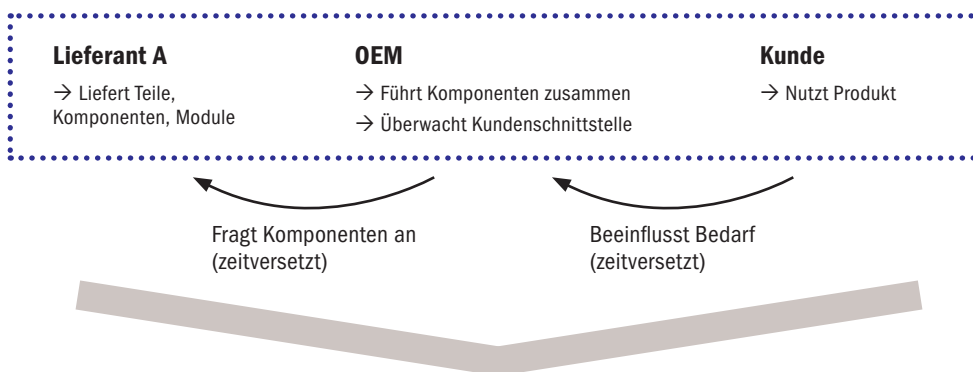 Lieferant A
→ Liefert Teile,
Komponenten, Module
OEM
→ Führt Komponenten zusammen
→ Überwacht Kundenschnittstelle
Kunde
→ Nutzt Produkt
Fragt Komponenten an
(zeitversetzt)
Beeinflusst Bedarf
(zeitversetzt)